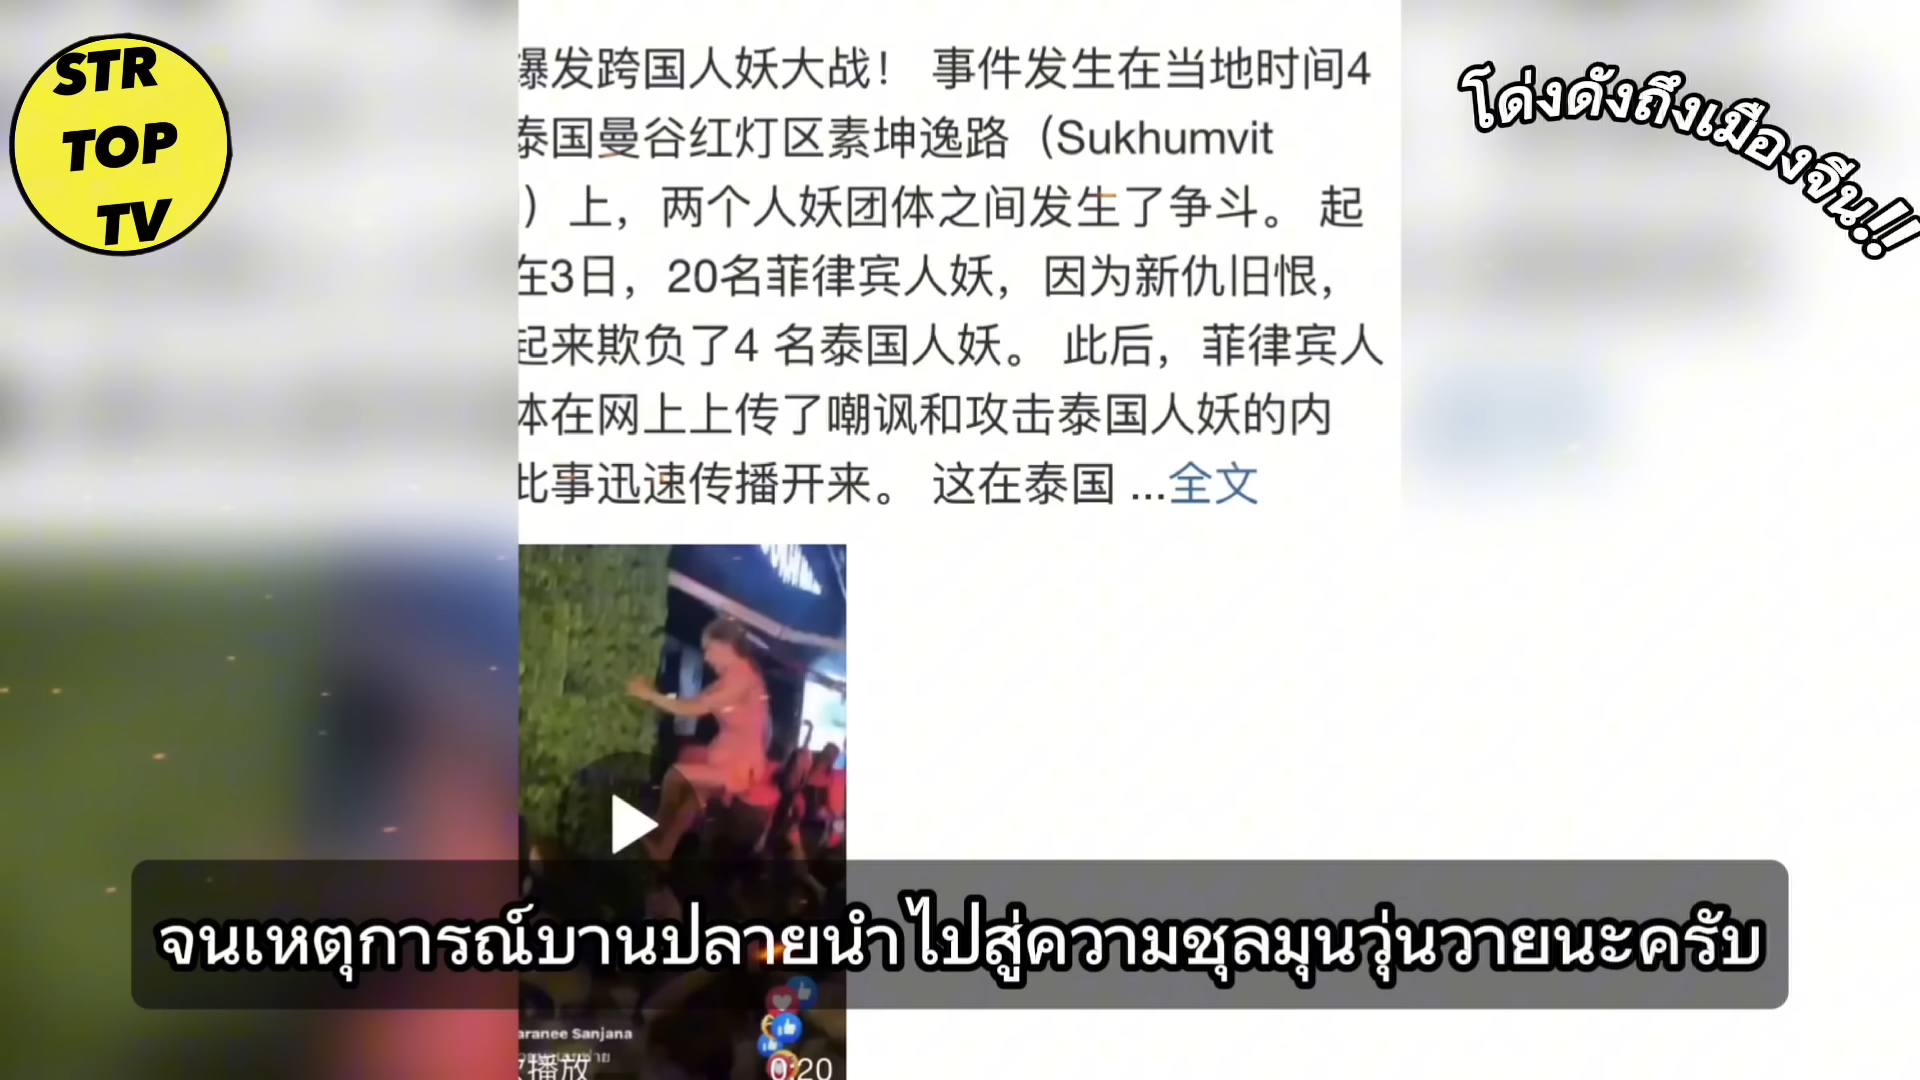 STR
TOP
TV
โด่งดังถึงเมืองจีน!!
爆发跨国人妖大战！ 事件发生在当地时间4
泰国曼谷红灯区素坤逸路（Sukhumvit
）上，两个人妖团体之间发生了争斗。 起
在3日，20名菲律宾人妖，因为新仇旧恨，
起来欺负了4 名泰国人妖。 此后，菲律宾人
体在网上上传了嘲讽和攻击泰国人妖的内
此事迅速传播开来。 这在泰国 ...全文
จนเหตุการณ์บานปลายนำไปสู่ความชุลมุนวุ่นวายนะครับ
aranee Sanjana
次播放
0:20